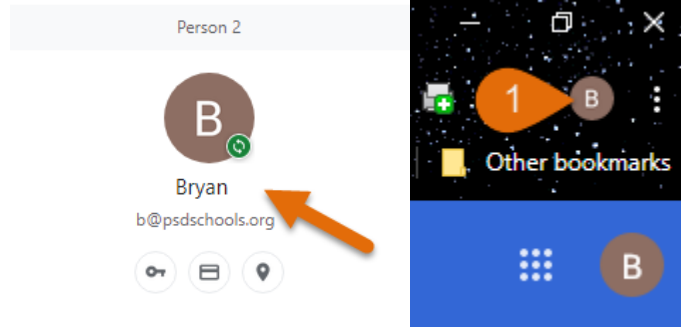 Person 2
B
Bryan
b@psdschools.org
1
B
Other bookmarks
B